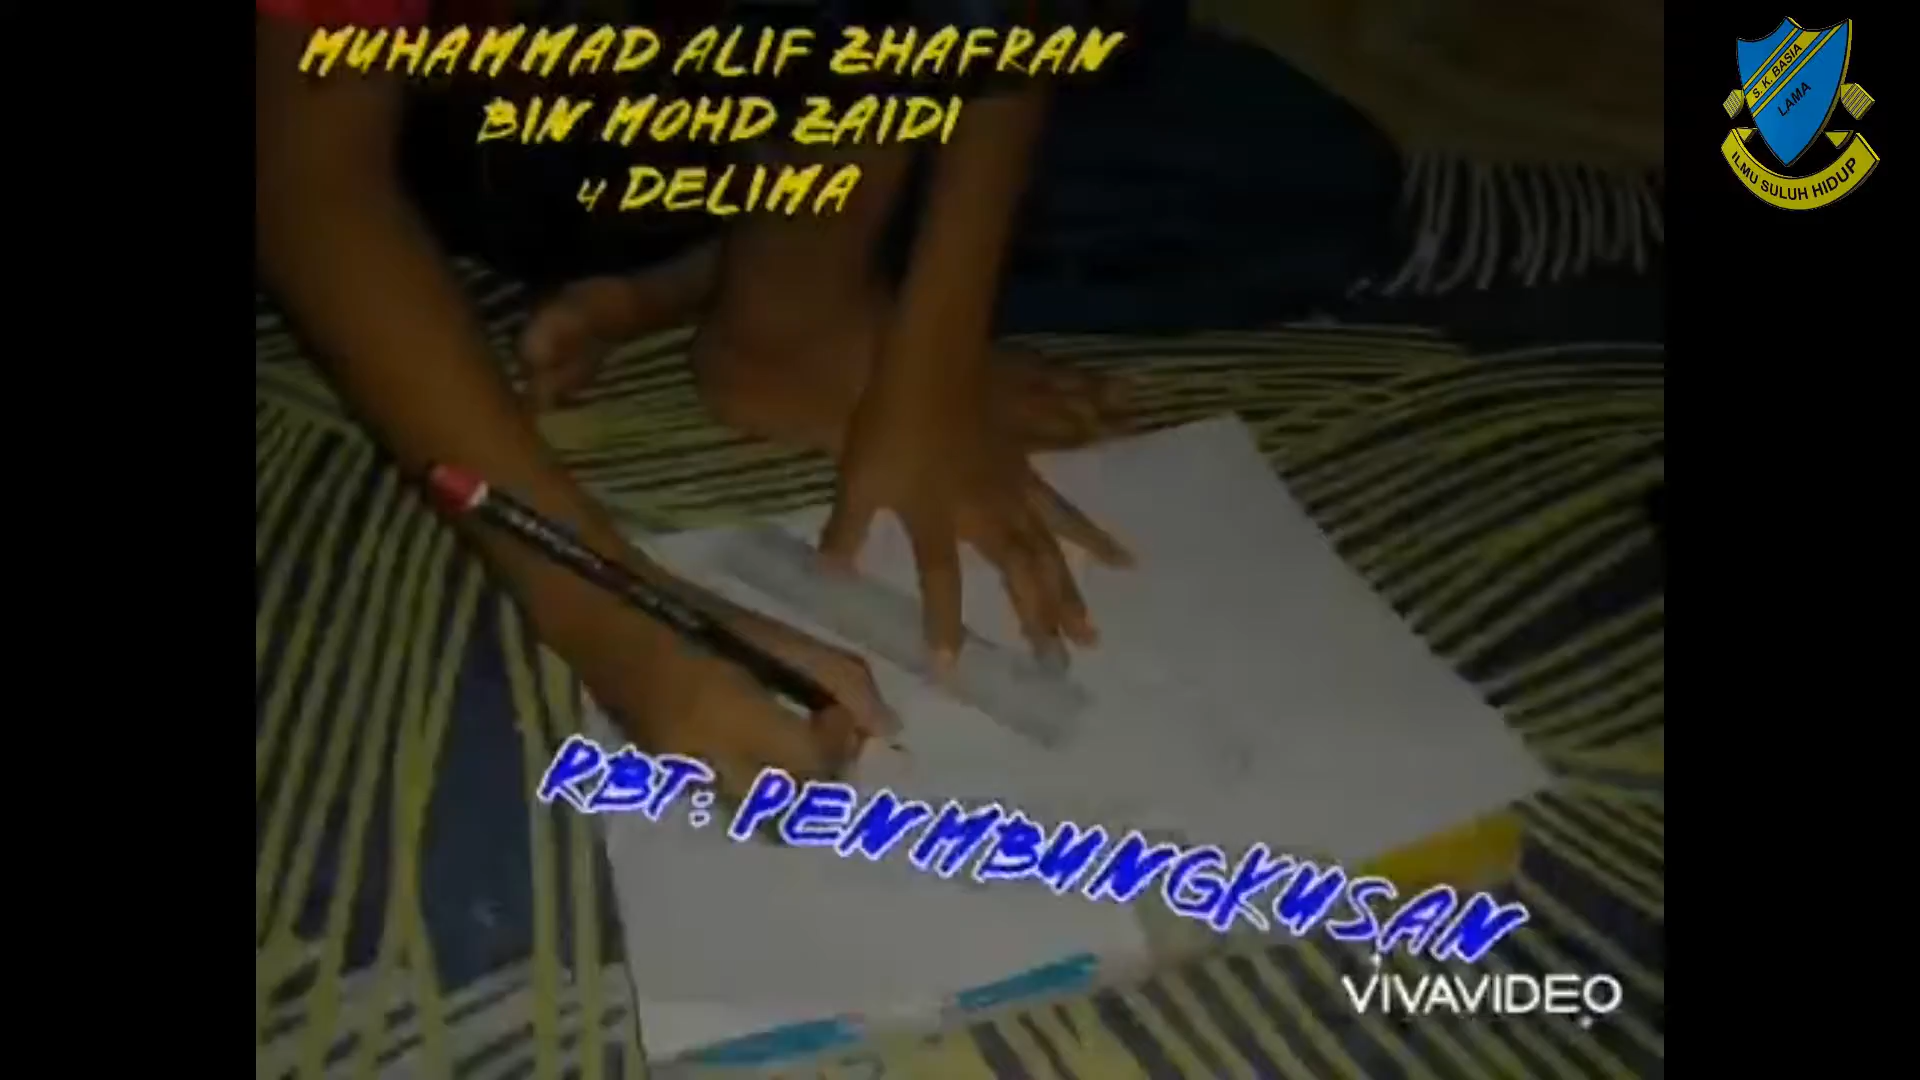 MUHAMMAD ALIF ZHAFRAN
BIN MOHD ZAIDI
4 DELIMA
S. K. BASIA
LAMA
ILMU SULUH HIDUP
RBT: PENMBUNGKUSAN
VIVAVIDEO